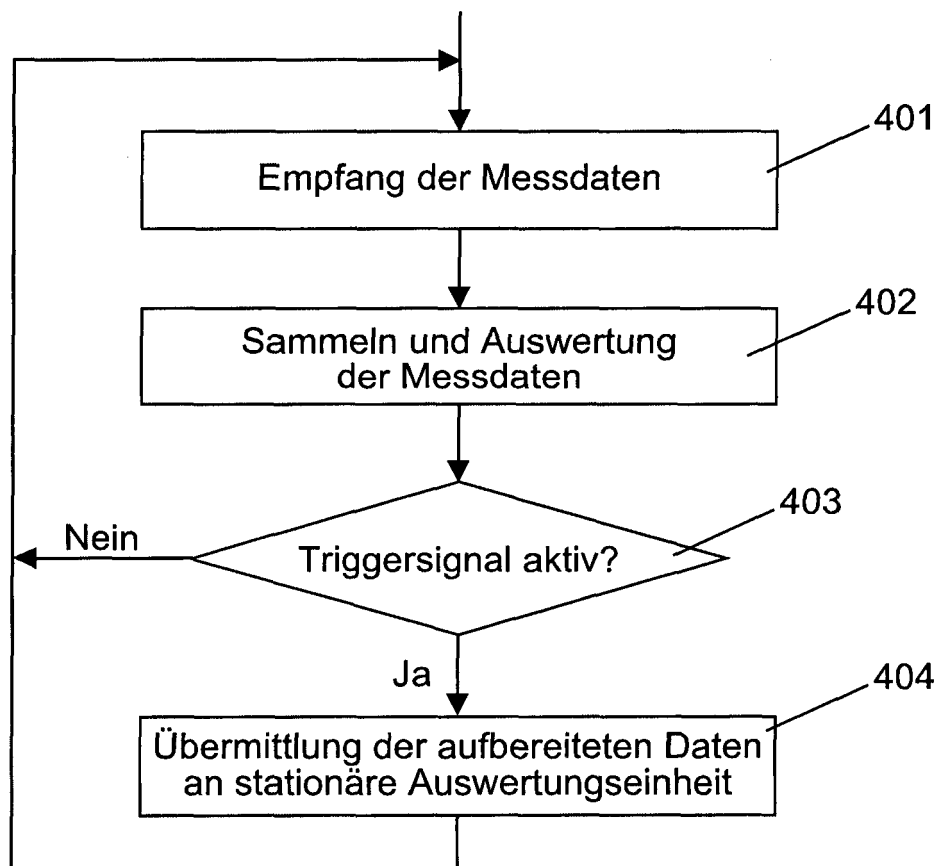 401
Empfang der Messdaten
402
Sammeln und Auswertung
der Messdaten
403
Nein
Triggersignal aktiv?
Ja
404
Übermittlung der aufbereiteten Daten
an stationäre Auswertungseinheit